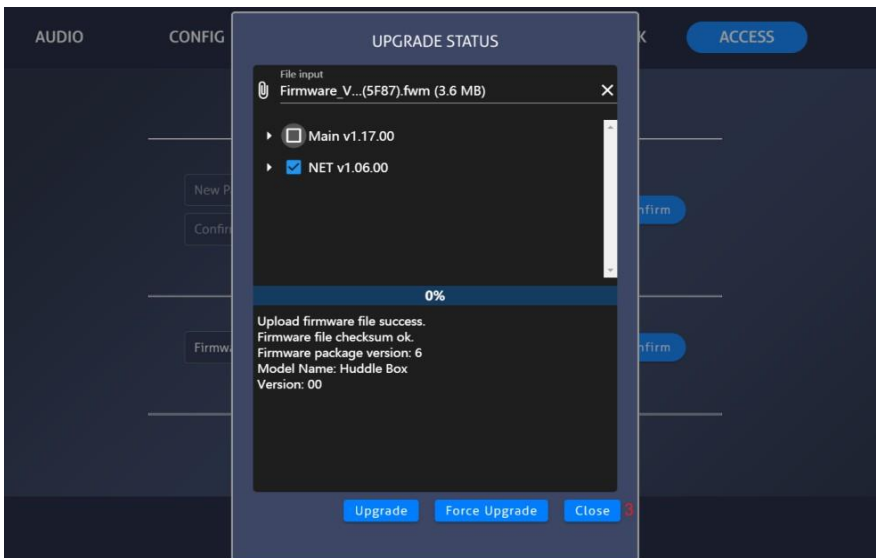 AUDIO CONFIG K ACCESS
UPGRADE STATUS
File input
Firmware_V...(5F87).fwm (3.6 MB)
Main v1.17.00
NET v1.06.00
New P
nfirm
Confirm
0%
Upload firmware file success.
Firmware file checksum ok.
Firmware package version: 6
Model Name: Huddle Box
Version: 00
Firmwa
nfirm
Upgrade Force Upgrade Close 3